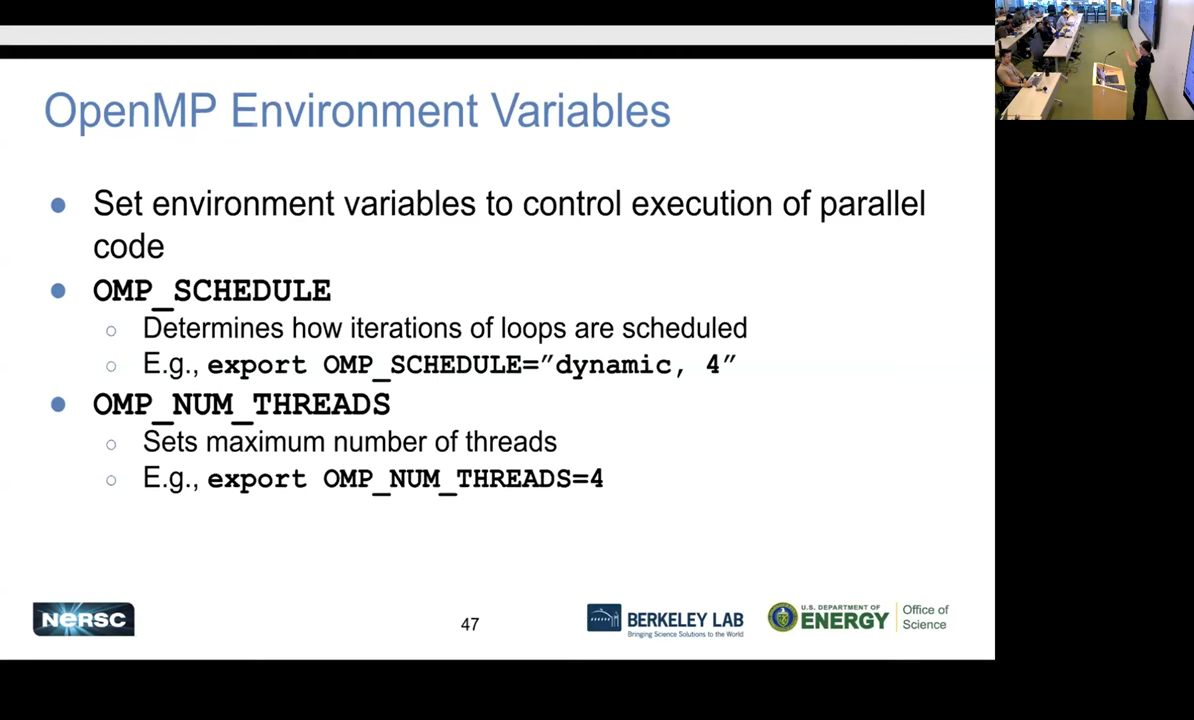 OpenMP Environment Variables
● Set environment variables to control execution of parallel
code
● OMP_SCHEDULE
○ Determines how iterations of loops are scheduled
○ E.g., export OMP_SCHEDULE=”dynamic, 4”
● OMP_NUM_THREADS
○ Sets maximum number of threads
○ E.g., export OMP_NUM_THREADS=4
NERSC
47
BERKELEY LAB
Bringing Science Solutions to the World
U.S. DEPARTMENT OF
ENERGY
Office of
Science